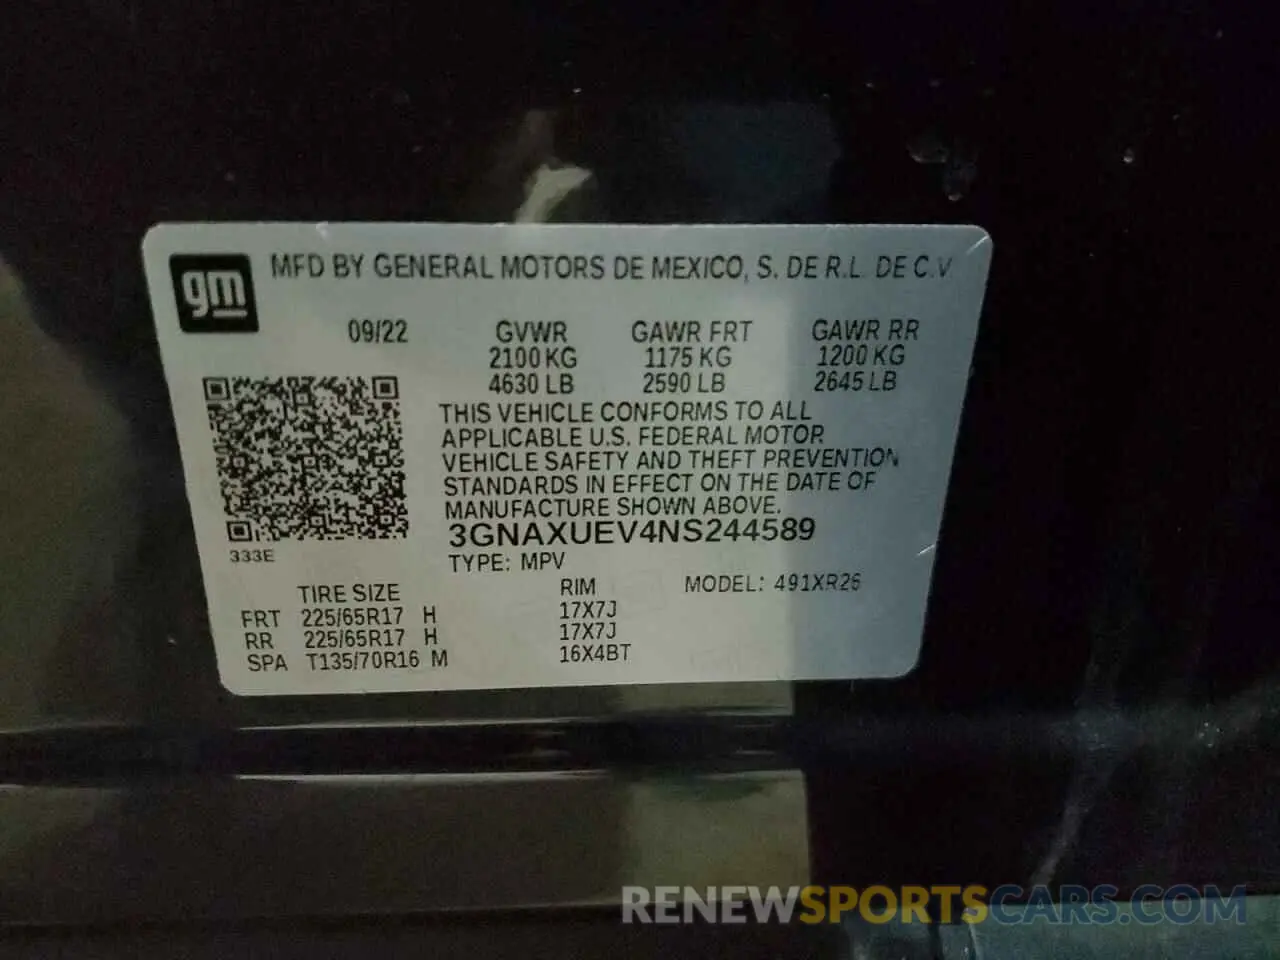 gm MFD BY GENERAL MOTORS DE MEXICO, S. DE R.L. DE C.V
09/22 GVWR GAWR FRT GAWR RR
2100 KG 1175 KG 1200 KG
4630 LB 2590 LB 2645 LB
THIS VEHICLE CONFORMS TO ALL
APPLICABLE U.S. FEDERAL MOTOR
VEHICLE SAFETY AND THEFT PREVENTION
STANDARDS IN EFFECT ON THE DATE OF
MANUFACTURE SHOWN ABOVE.
3GNAXUEV4NS244589
333E
TYPE: MPV
TIRE SIZE RIM MODEL: 491XR26
FRT 225/65R17 H 17X7J
RR 225/65R17 H 17X7J
SPA T135/70R16 M 16X4BT
RENEWSPORTSCARS.COM